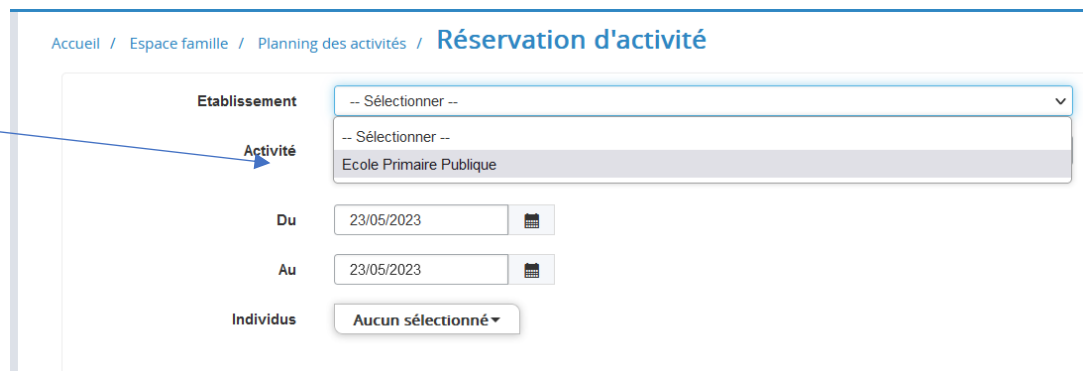 Accueil / Espace famille / Planning des activités / Réservation d'activité
Etablissement -- Sélectionner --
-- Sélectionner --
Activité
Ecole Primaire Publique
Du 23/05/2023
Au 23/05/2023
Individus Aucun sélectionné